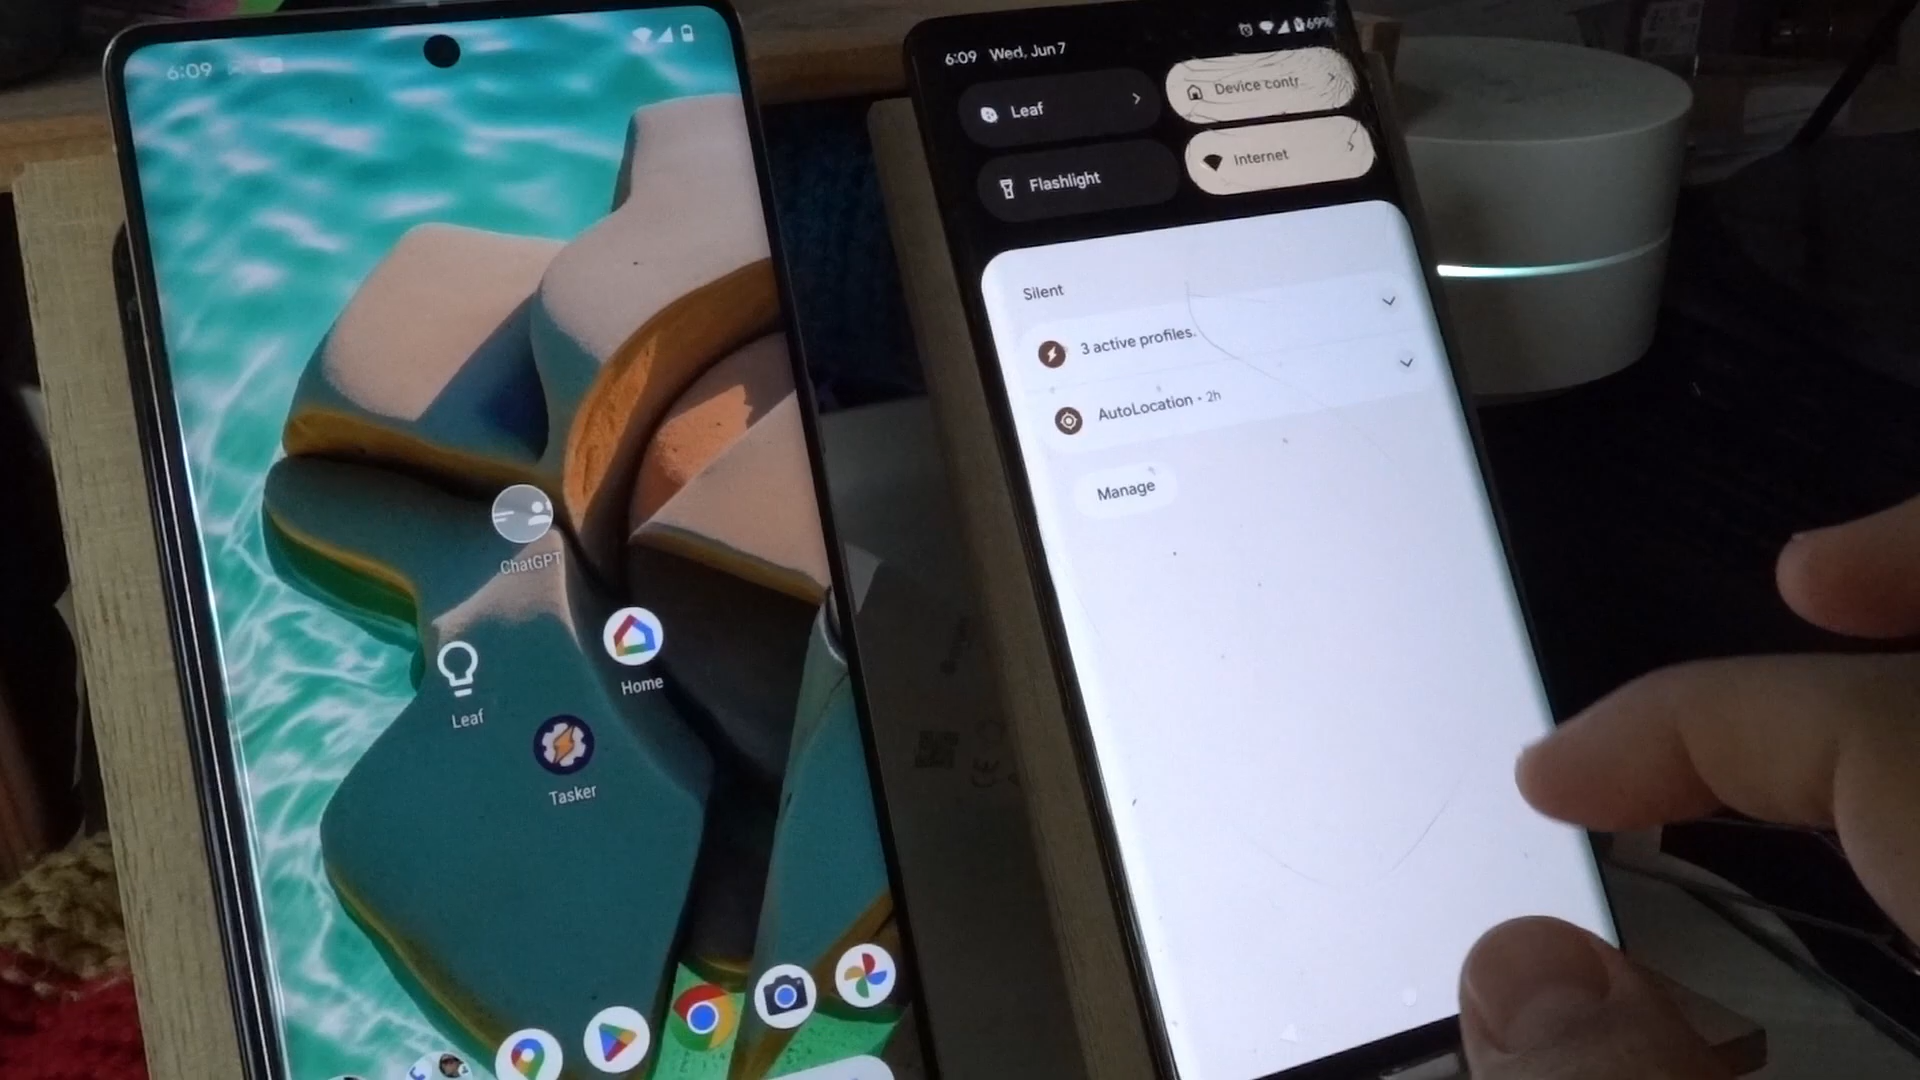 6:09
ChatGPT
Leaf
Home
Tasker
6:09 Wed, Jun 7
69%
Leaf
Device contr
Flashlight
Internet
Silent
3 active profiles.
AutoLocation • 2h
Manage